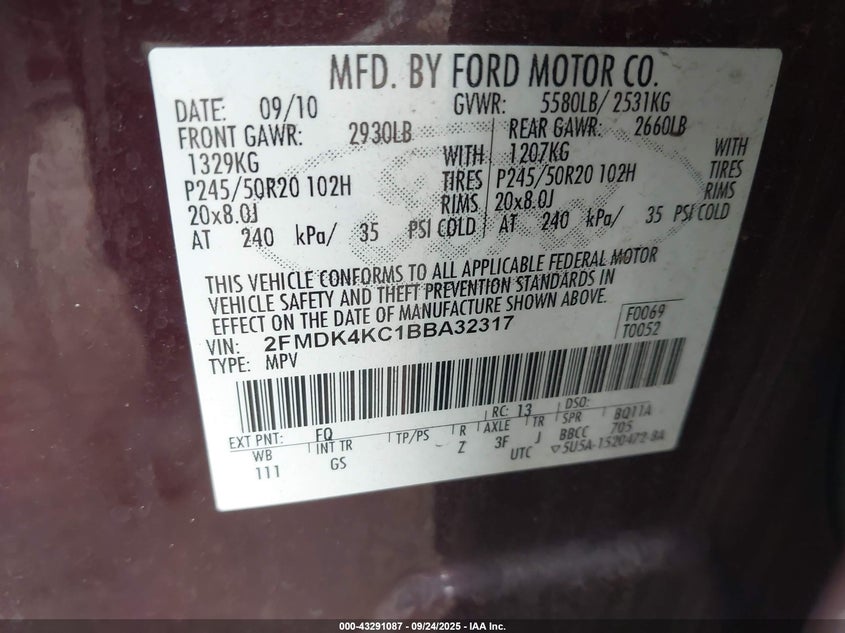 MFD. BY FORD MOTOR CO.
DATE: 09/10 GVWR: 5580LB/ 2531KG
FRONT GAWR: 2930LB REAR GAWR: 2660LB
1329KG WITH 1207KG WITH
P245/50R20 102H TIRES P245/50R20 102H TIRES
20x8.0J RIMS 20x8.0J RIMS
AT 240 kPa/ 35 PSI COLD AT 240 kPa/ 35 PSI COLD
THIS VEHICLE CONFORMS TO ALL APPLICABLE FEDERAL MOTOR
VEHICLE SAFETY AND THEFT PREVENTION STANDARDS IN
EFFECT ON THE DATE OF MANUFACTURE SHOWN ABOVE.
VIN: 2FMDK4KC1BBA32317 F0069
TYPE: MPV T0052
EXT PNT: FQ RC: 13 DSO:
WB INT TR TP/PS R AXLE TR SPR BQ11A
111 GS Z 3F J BBCC 705
UTC ▽5U5A-1520472-BA
000-43291087 - 09/24/2025 - IAA Inc.